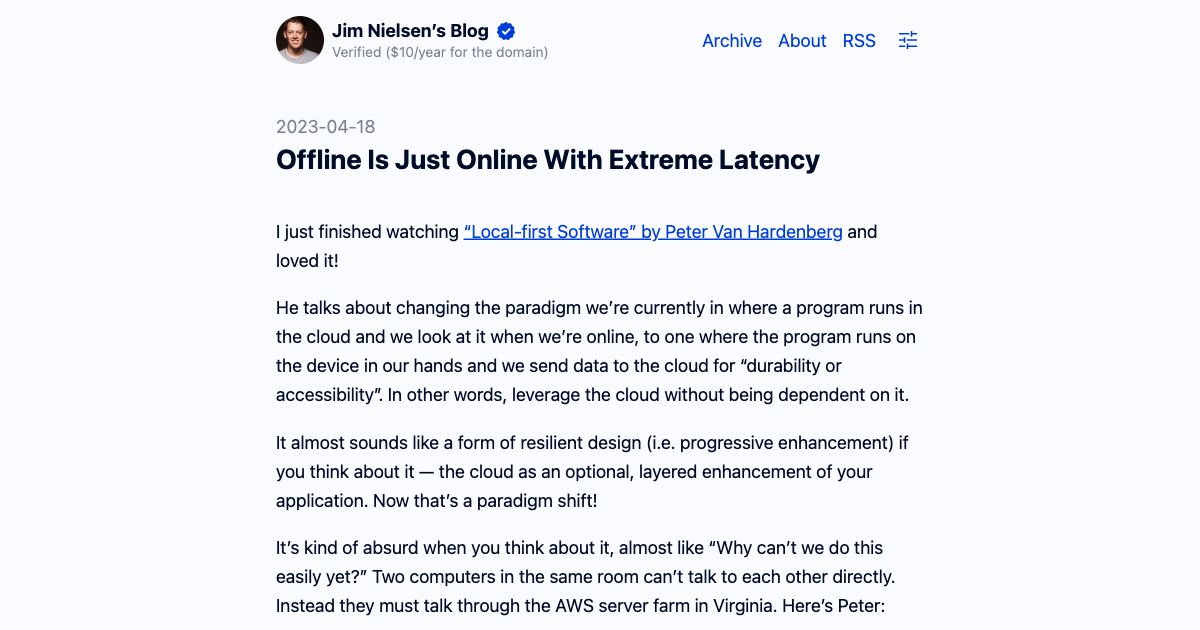 Jim Nielsen’s Blog
Verified ($10/year for the domain)
Archive About RSS
2023-04-18
Offline Is Just Online With Extreme Latency
I just finished watching “Local-first Software” by Peter Van Hardenberg and
loved it!
He talks about changing the paradigm we’re currently in where a program runs in
the cloud and we look at it when we’re online, to one where the program runs on
the device in our hands and we send data to the cloud for “durability or
accessibility”. In other words, leverage the cloud without being dependent on it.
It almost sounds like a form of resilient design (i.e. progressive enhancement) if
you think about it — the cloud as an optional, layered enhancement of your
application. Now that’s a paradigm shift!
It’s kind of absurd when you think about it, almost like “Why can’t we do this
easily yet?” Two computers in the same room can’t talk to each other directly.
Instead they must talk through the AWS server farm in Virginia. Here’s Peter: